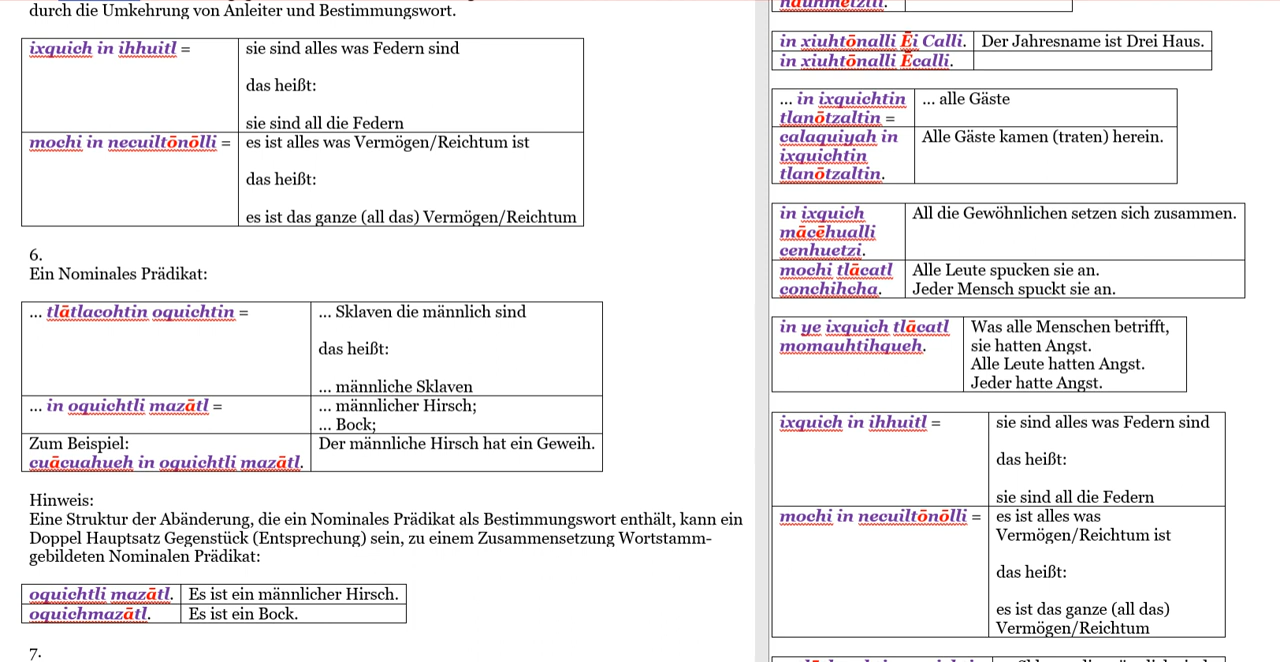 durch die Umkehrung von Anleiter und Bestimmungswort.
ixquich in ihhuitl = sie sind alles was Federn sind
das heißt:
sie sind all die Federn
mochi in necuiltōnōlli = es ist alles was Vermögen/Reichtum ist
das heißt:
es ist das ganze (all das) Vermögen/Reichtum
6.
Ein Nominales Prädikat:
... tlātlacohtin oquichtin = ... Sklaven die männlich sind
das heißt:
... männliche Sklaven
... in oquichtli mazātl = ... männlicher Hirsch;
... Bock;
Zum Beispiel: Der männliche Hirsch hat ein Geweih.
cuācuahueh in oquichtli mazātl.
Hinweis:
Eine Struktur der Abänderung, die ein Nominales Prädikat als Bestimmungswort enthält, kann ein
Doppel Hauptsatz Gegenstück (Entsprechung) sein, zu einem Zusammensetzung Wortstamm-
gebildeten Nominalen Prädikat:
oquichtli mazātl. Es ist ein männlicher Hirsch.
oquichmazātl. Es ist ein Bock.
7.
in xiuhtōnalli Ēi Calli. Der Jahresname ist Drei Haus.
in xiuhtōnalli Ēcalli.
... in ixquichtin ... alle Gäste
tlanōtzaltin =
calaquiyah in Alle Gäste kamen (traten) herein.
ixquichtin
tlanōtzaltin.
in ixquich All die Gewöhnlichen setzen sich zusammen.
mācēhualli
cenhuetzi.
mochi tlācatl Alle Leute spucken sie an.
conchihcha. Jeder Mensch spuckt sie an.
in ye ixquich tlācatl Was alle Menschen betrifft,
momauhtihqueh. sie hatten Angst.
Alle Leute hatten Angst.
Jeder hatte Angst.
ixquich in ihhuitl = sie sind alles was Federn sind
das heißt:
sie sind all die Federn
mochi in necuiltōnōlli = es ist alles was
Vermögen/Reichtum ist
das heißt:
es ist das ganze (all das)
Vermögen/Reichtum